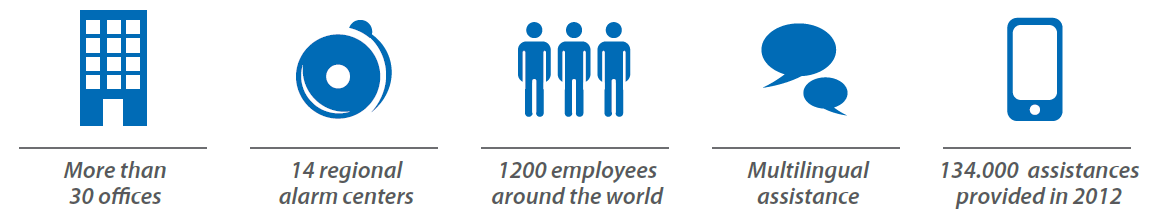 More than
30 offices
14 regional
alarm centers
1200 employees
around the world
Multilingual
assistance
134.000 assistances
provided in 2012